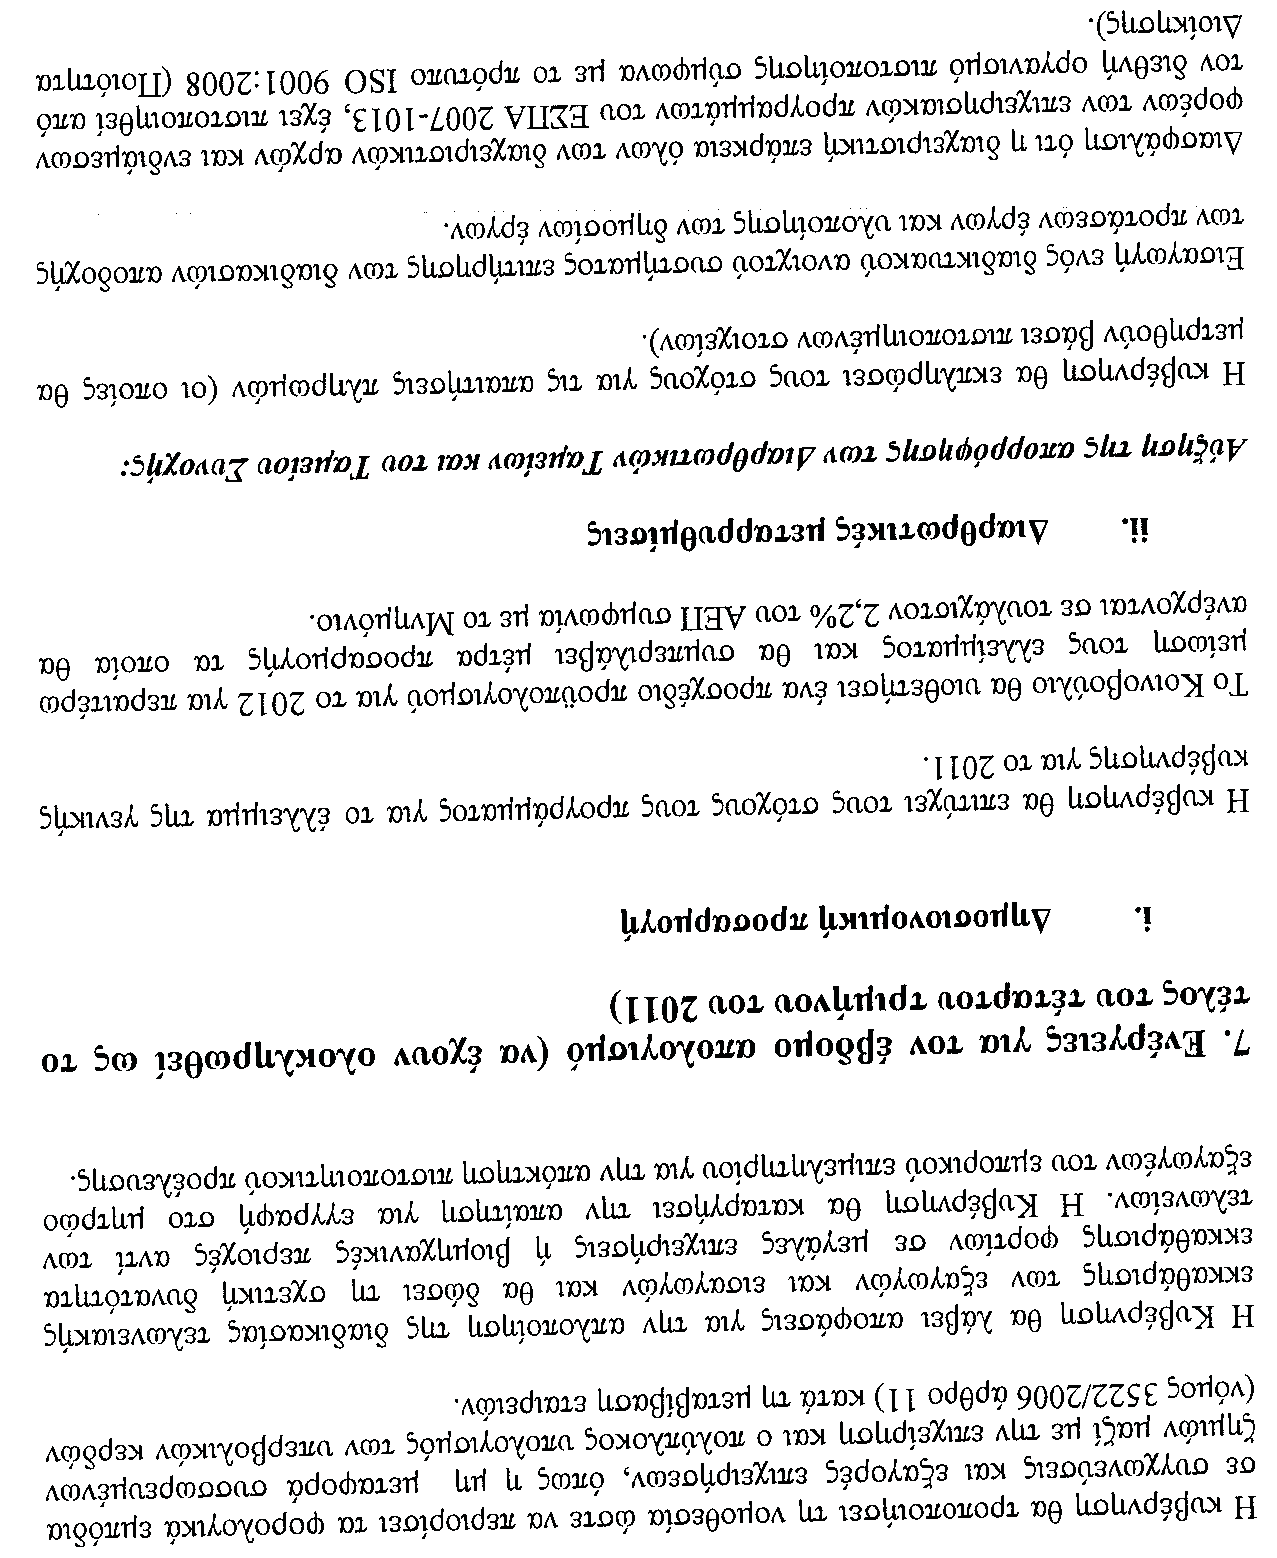 Η κυβέρνηση θα τροποποιήσει τη νομοθεσία ώστε να περιορίσει τα φορολογικά εμπόδια
σε συγχωνεύσεις και εξαγορές επιχειρήσεων, όπως η μη μεταφορά συσσωρευμένων
ζημιών μαζί με την επιχείρηση και ο πολύπλοκος υπολογισμός των υπερβολικών κερδών
(νόμος 3522/2006 άρθρο 11) κατά τη μεταβίβαση εταιρειών.
Η Κυβέρνηση θα λάβει αποφάσεις για την απλοποίηση της διαδικασίας τελωνειακής
εκκαθάρισης των εξαγωγών και εισαγωγών και θα δώσει τη σχετική δυνατότητα
εκκαθάρισης φορτίων σε μεγάλες επιχειρήσεις ή βιομηχανικές περιοχές αντί των
τελωνείων. Η Κυβέρνηση θα καταργήσει την απαίτηση για εγγραφή στο μητρώο
εξαγωγέων του εμπορικού επιμελητηρίου για την απόκτηση πιστοποιητικού προέλευσης.
7. Ενέργειες για τον έβδομο απολογισμό (να έχουν ολοκληρωθεί ως το
τέλος του τέταρτου τριμήνου του 2011)
i. Δημοσιονομική προσαρμογή
Η κυβέρνηση θα επιτύχει τους στόχους τους προγράμματος για το έλλειμμα της γενικής
κυβέρνησης για το 2011.
Το Κοινοβούλιο θα υιοθετήσει ένα προσχέδιο προϋπολογισμού για το 2012 για περαιτέρω
μείωση τους ελλείμματος και θα συμπεριλάβει μέτρα προσαρμογής τα οποία θα
ανέρχονται σε τουλάχιστον 2,2% του ΑΕΠ συμφωνία με το Μνημόνιο.
ii. Διαρθρωτικές μεταρρυθμίσεις
Αύξηση της απορρόφησης των Διαρθρωτικών Ταμείων και του Ταμείου Συνοχής:
Η κυβέρνηση θα εκπληρώσει τους στόχους για τις απαιτήσεις πληρωμών (οι οποίες θα
μετρηθούν βάσει πιστοποιημένων στοιχείων).
Εισαγωγή ενός διαδικτυακού ανοιχτού συστήματος επιτήρησης των διαδικασιών αποδοχής
των προτάσεων έργων και υλοποίησης των δημοσίων έργων.
Διασφάλιση ότι η διαχειριστική επάρκεια όλων των διαχειριστικών αρχών και ενδιάμεσων
φορέων των επιχειρησιακών προγραμμάτων του ΕΣΠΑ 2007-1013, έχει πιστοποιηθεί από
τον διεθνή οργανισμό πιστοποίησης σύμφωνα με το πρότυπο ISO 9001:2008 (Ποιότητα
Διοίκησης).